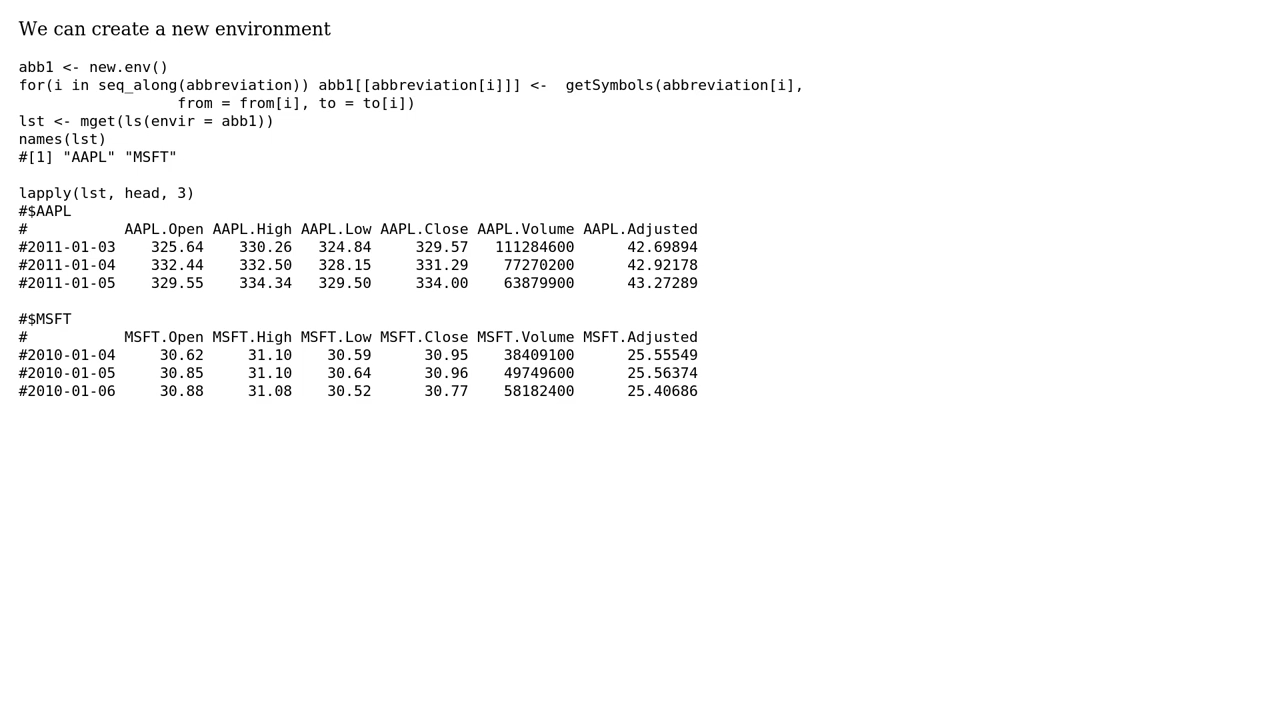 We can create a new environment
abb1 <- new.env()
for(i in seq_along(abbreviation)) abb1[[abbreviation[i]]] <-  getSymbols(abbreviation[i],
                  from = from[i], to = to[i])
lst <- mget(ls(envir = abb1))
names(lst)
#[1] "AAPL" "MSFT"
lapply(lst, head, 3)
#$AAPL
#           AAPL.Open AAPL.High AAPL.Low AAPL.Close AAPL.Volume AAPL.Adjusted
#2011-01-03    325.64    330.26   324.84     329.57   111284600      42.69894
#2011-01-04    332.44    332.50   328.15     331.29    77270200      42.92178
#2011-01-05    329.55    334.34   329.50     334.00    63879900      43.27289
#$MSFT
#           MSFT.Open MSFT.High MSFT.Low MSFT.Close MSFT.Volume MSFT.Adjusted
#2010-01-04     30.62     31.10    30.59      30.95    38409100      25.55549
#2010-01-05     30.85     31.10    30.64      30.96    49749600      25.56374
#2010-01-06     30.88     31.08    30.52      30.77    58182400      25.40686